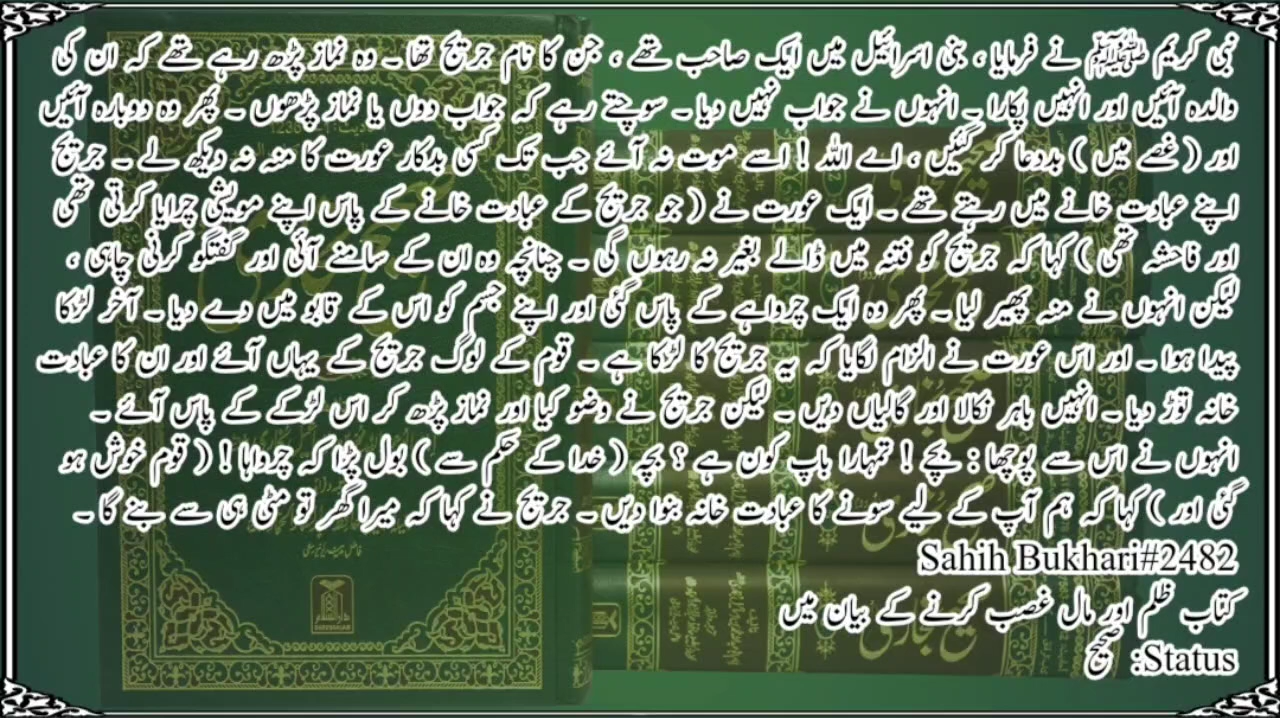 نبی کریم ﷺ نے فرمایا ، بنی اسرائیل میں ایک صاحب تھے ، جن کا نام جریج تھا ۔ وہ نماز پڑھ رہے تھے کہ ان کی
والدہ آئیں اور انہیں پکارا ۔ انہوں نے جواب نہیں دیا ۔ سوچتے رہے کہ جواب دوں یا نماز پڑھوں ۔ پھر وہ دوبارہ آئیں
اور ( غصے میں ) بددعا کر گئیں ، اے اللہ ! اسے موت نہ آئے جب تک کسی بدکار عورت کا منہ نہ دیکھ لے ۔ جریج
اپنے عبادت خانے میں رہتے تھے ۔ ایک عورت نے ( جو جریج کے عبادت خانے کے پاس اپنے مویشی چرایا کرتی تھی
اور فاحشہ تھی ) کہا کہ جریج کو فتنہ میں ڈالے بغیر نہ رہوں گی ۔ چنانچہ وہ ان کے سامنے آئی اور گفتگو کرنی چاہی ،
لیکن انہوں نے منہ پھیر لیا ۔ پھر وہ ایک چرواہے کے پاس گئی اور اپنے جسم کو اس کے قابو میں دے دیا ۔ آخر لڑکا
پیدا ہوا ۔ اور اس عورت نے الزام لگایا کہ یہ جریج کا لڑکا ہے ۔ قوم کے لوگ جریج کے یہاں آئے اور ان کا عبادت
خانہ توڑ دیا ۔ انہیں باہر نکالا اور گالیاں دیں ۔ لیکن جریج نے وضو کیا اور نماز پڑھ کر اس لڑکے کے پاس آئے ۔
انہوں نے اس سے پوچھا : بچے ! تمہارا باپ کون ہے ؟ بچہ ( خدا کے حکم سے ) بول پڑا کہ چرواہا ! ( قوم خوش ہو
گئی اور ) کہا کہ ہم آپ کے لیے سونے کا عبادت خانہ بنوا دیں ۔ جریج نے کہا کہ میرا گھر تو مٹی ہی سے بنے گا ۔
Sahih Bukhari#2482
کتاب ظلم اور مال غصب کرنے کے بیان میں
Status: صحیح
دارالسلام
DARUSSALAM